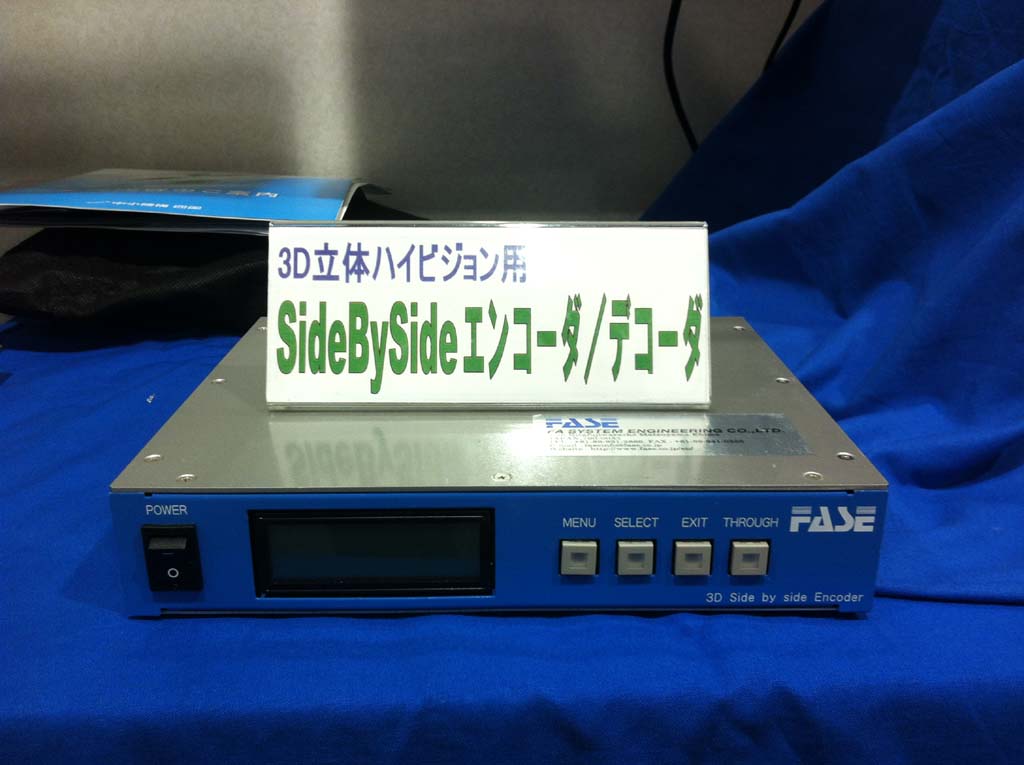 3D立体ハイビジョン用
SideBySideエンコーダ/デコーダ
FASE
FA SYSTEM ENGINEERING CO.,LTD.
POWER
MENU SELECT EXIT THROUGH
FASE
3D Side by side Encoder